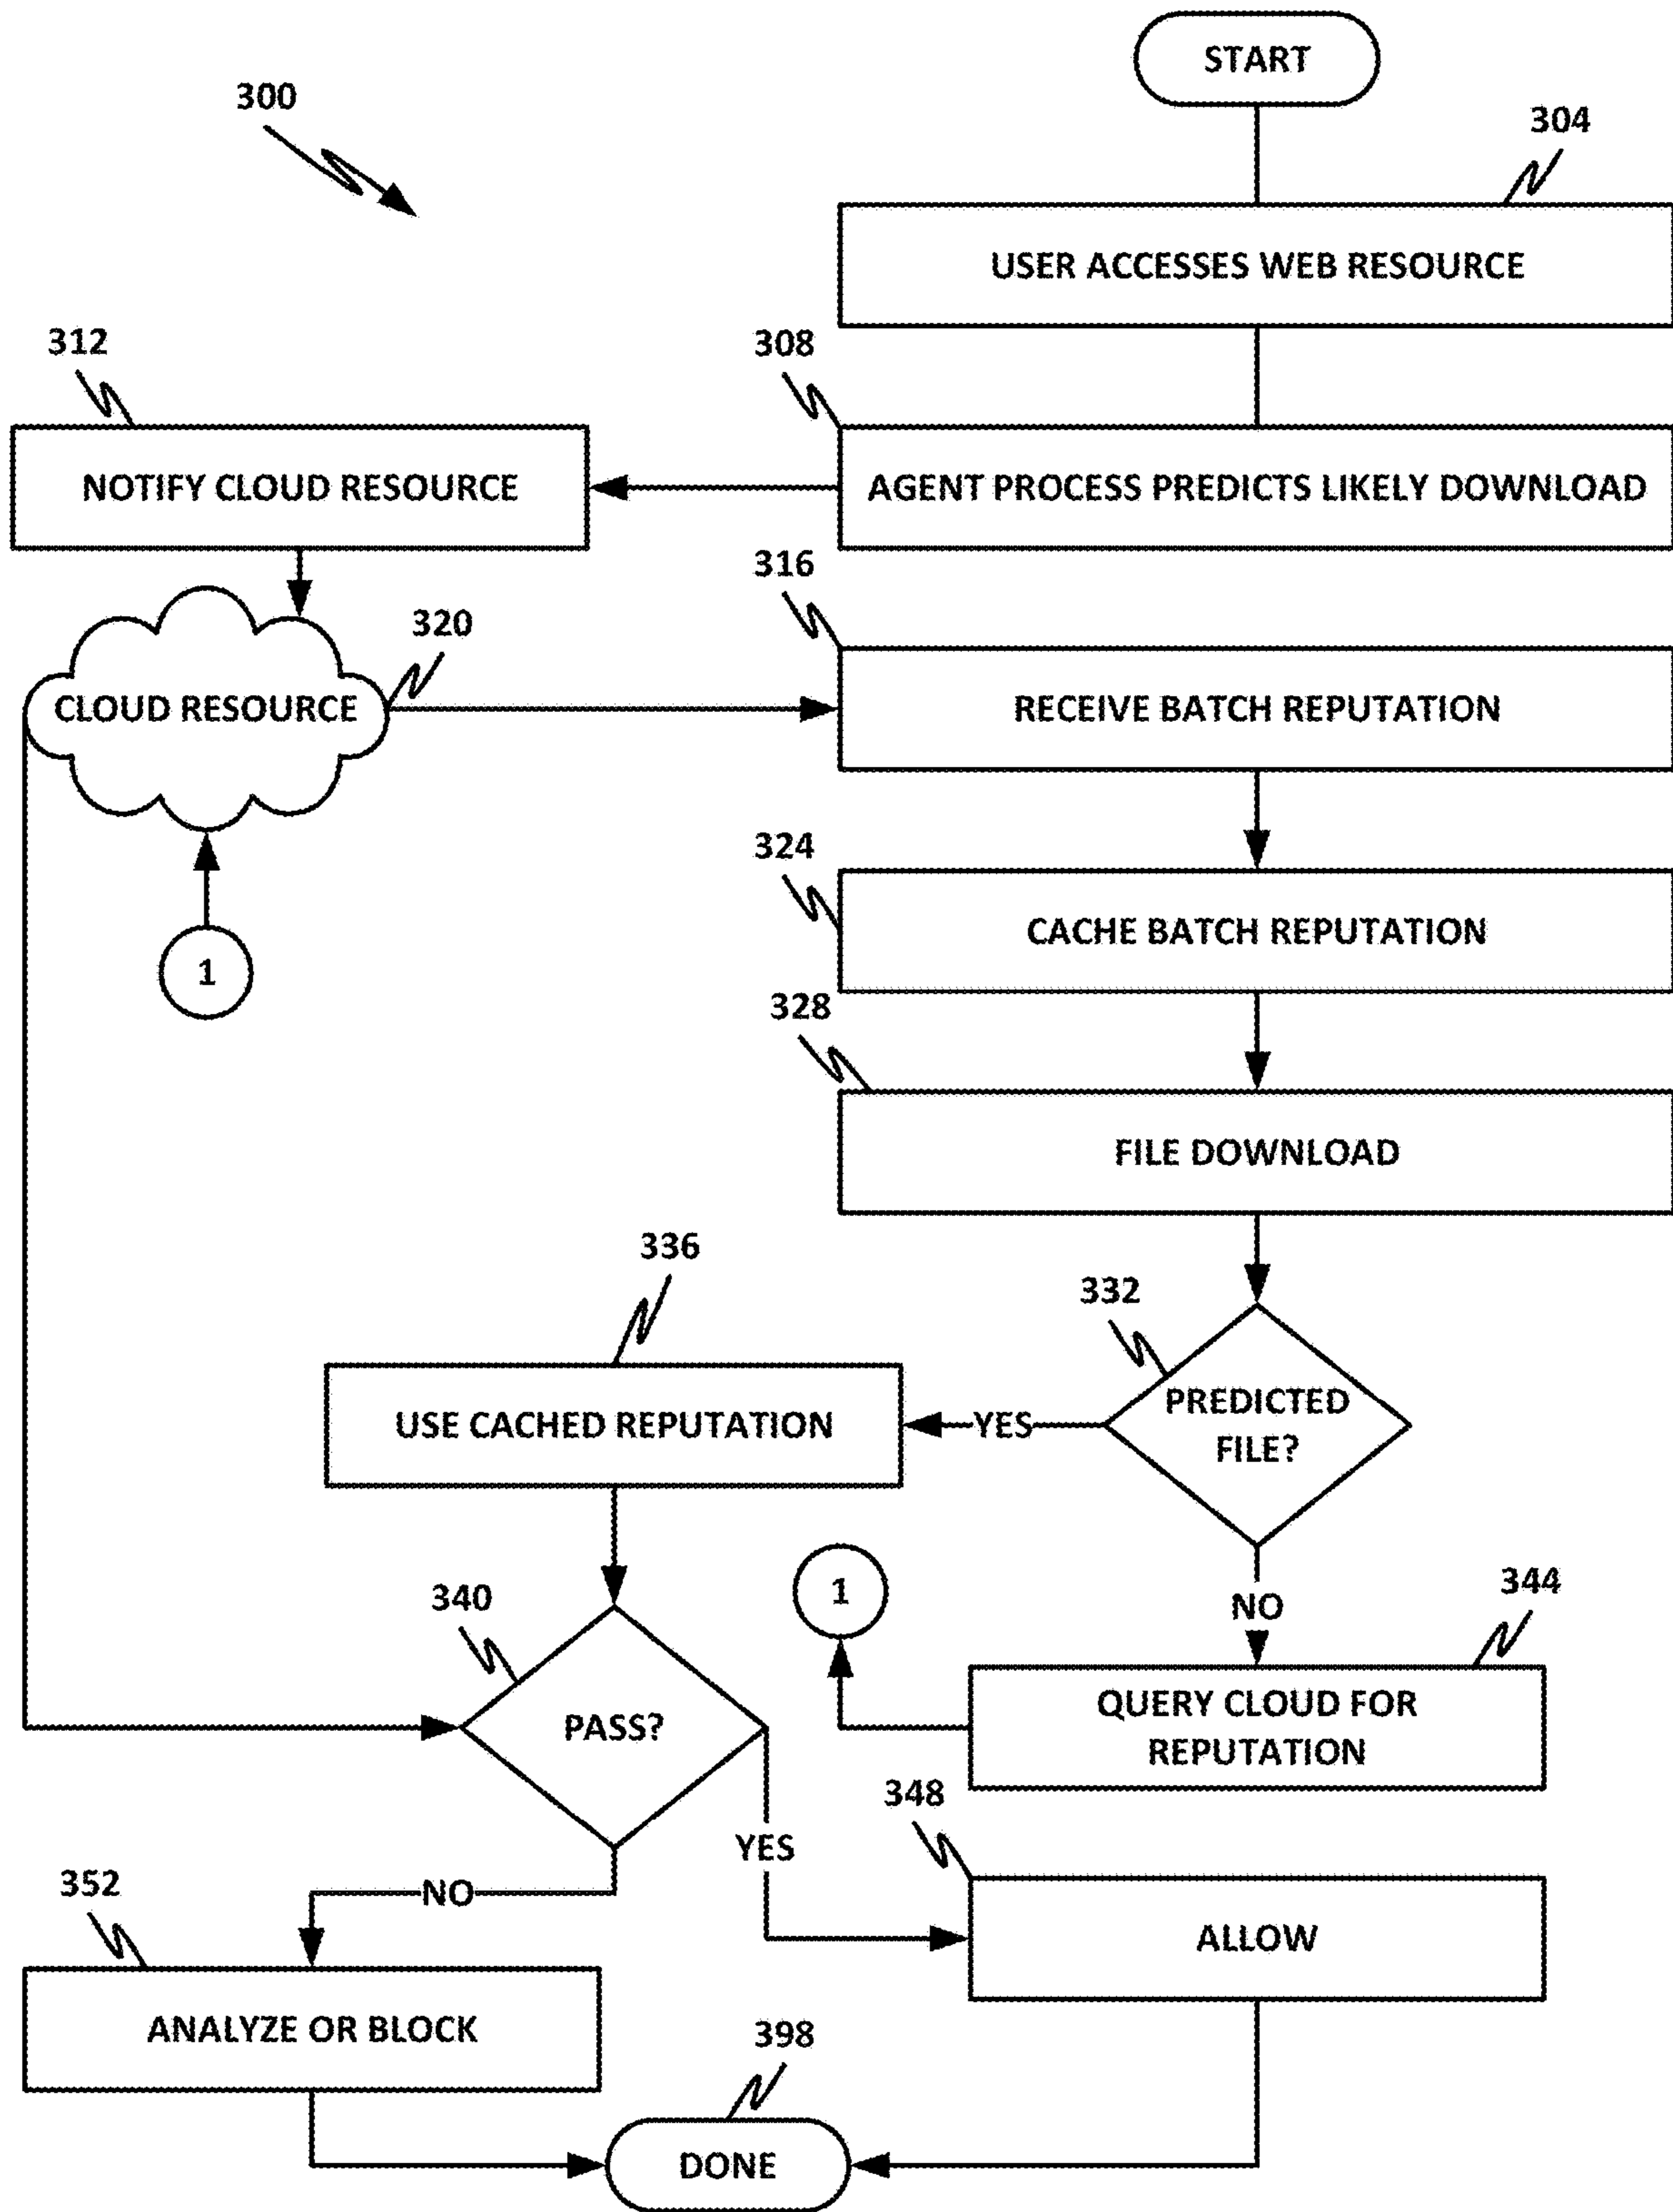 START
300
304
USER ACCESSES WEB RESOURCE
312
308
NOTIFY CLOUD RESOURCE
AGENT PROCESS PREDICTS LIKELY DOWNLOAD
316
320
CLOUD RESOURCE
RECEIVE BATCH REPUTATION
324
CACHE BATCH REPUTATION
1
328
FILE DOWNLOAD
336
332
USE CACHED REPUTATION
YES
PREDICTED
FILE?
1
340
NO
344
PASS?
QUERY CLOUD FOR
REPUTATION
348
YES
352
NO
ALLOW
ANALYZE OR BLOCK
398
DONE